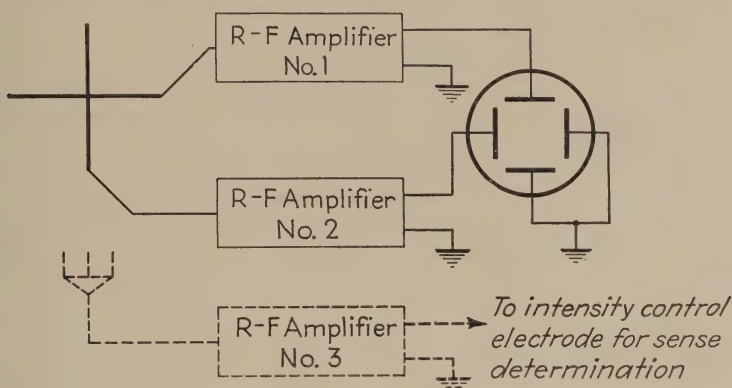 R-F Amplifier
No.1
R-F Amplifier
No. 2
R-F Amplifier
No. 3
To intensity control
electrode for sense
determination